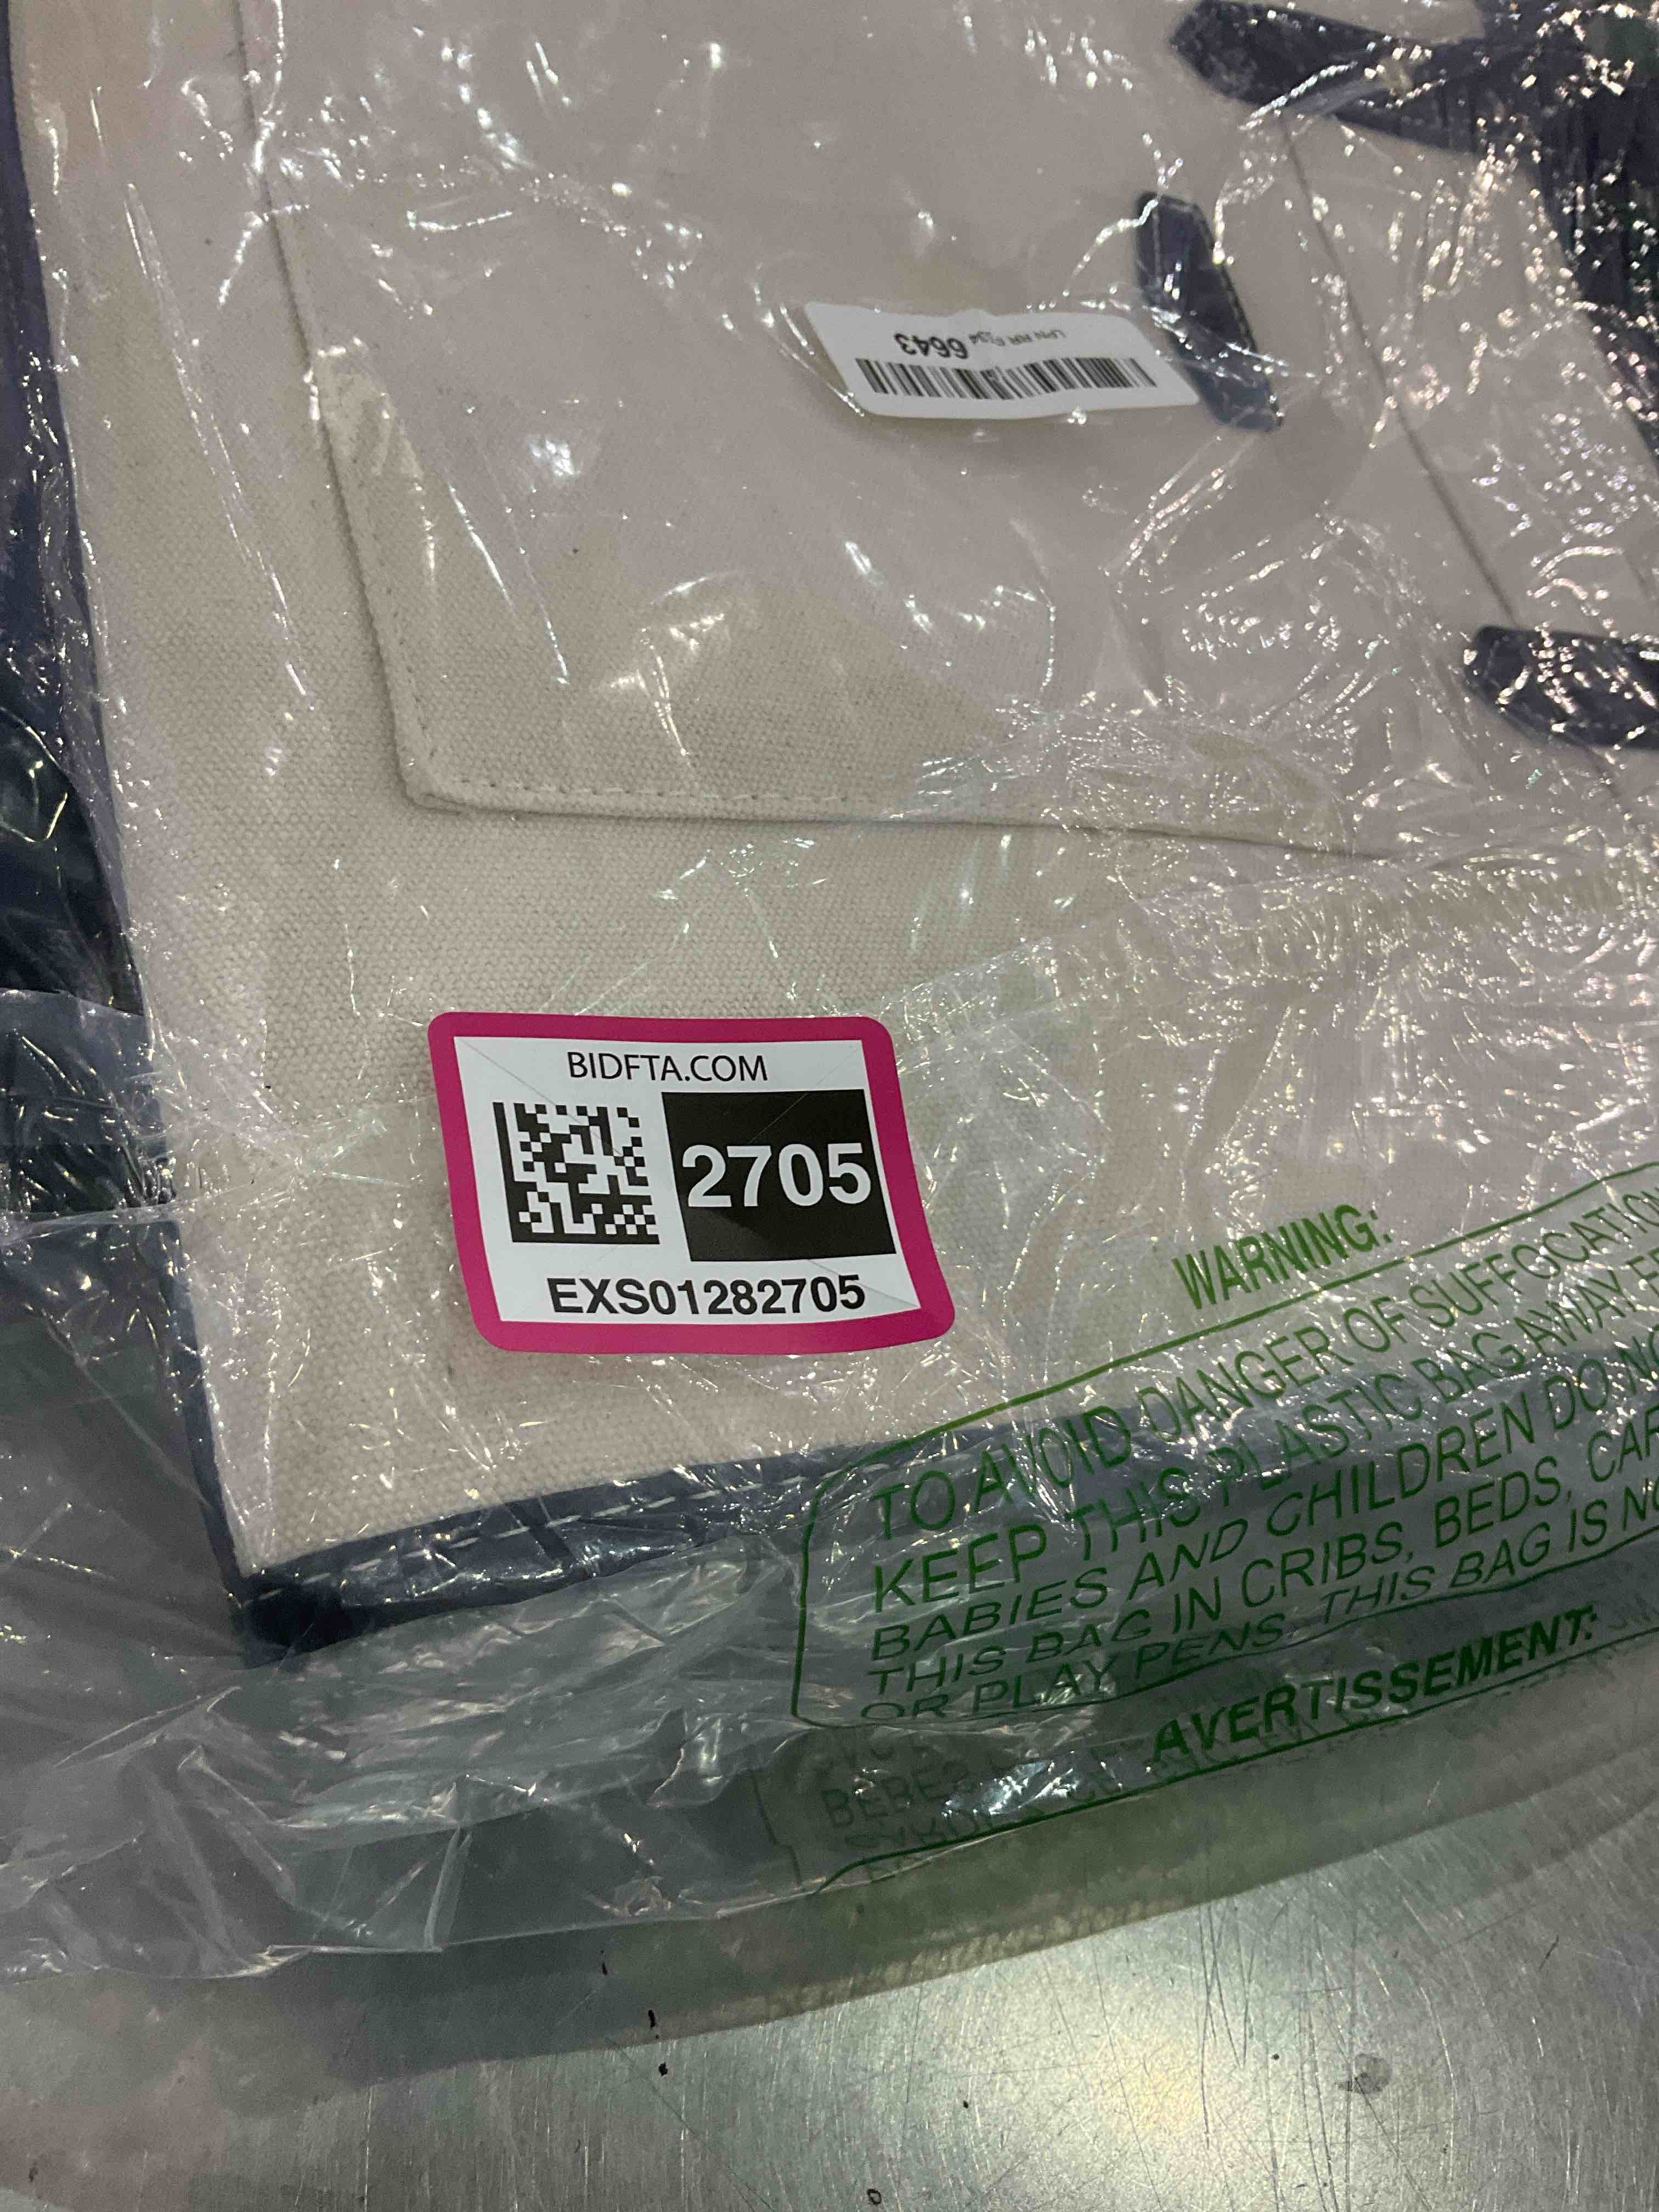 6643
BIDFTA.COM
2705
EXS01282705
WARNING:
TO AVOID DANGER OF SUFFOCATION
KEEP THIS PLASTIC BAG AWAY
BABIES AND CHILDREN DO
THIS BAG IN CRIBS, BEDS,
OR PLAY PENS. THIS BAG IS
AVERTISSEMENT: